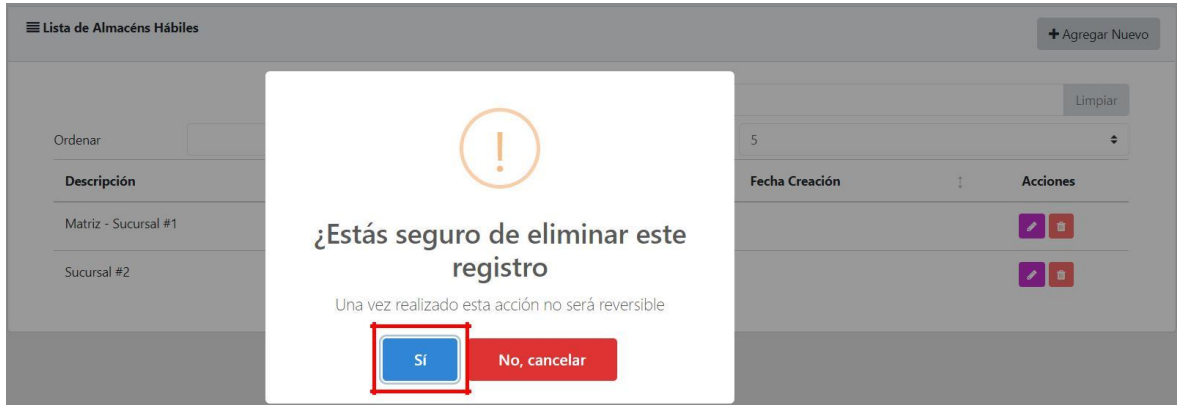 Lista de Almacéns Hábiles
+ Agregar Nuevo
Limpiar
Ordenar
5
Descripción
Fecha Creación
Acciones
Matriz - Sucursal #1
Sucursal #2
!
¿Estás seguro de eliminar este
registro
Una vez realizado esta acción no será reversible
Sí
No, cancelar